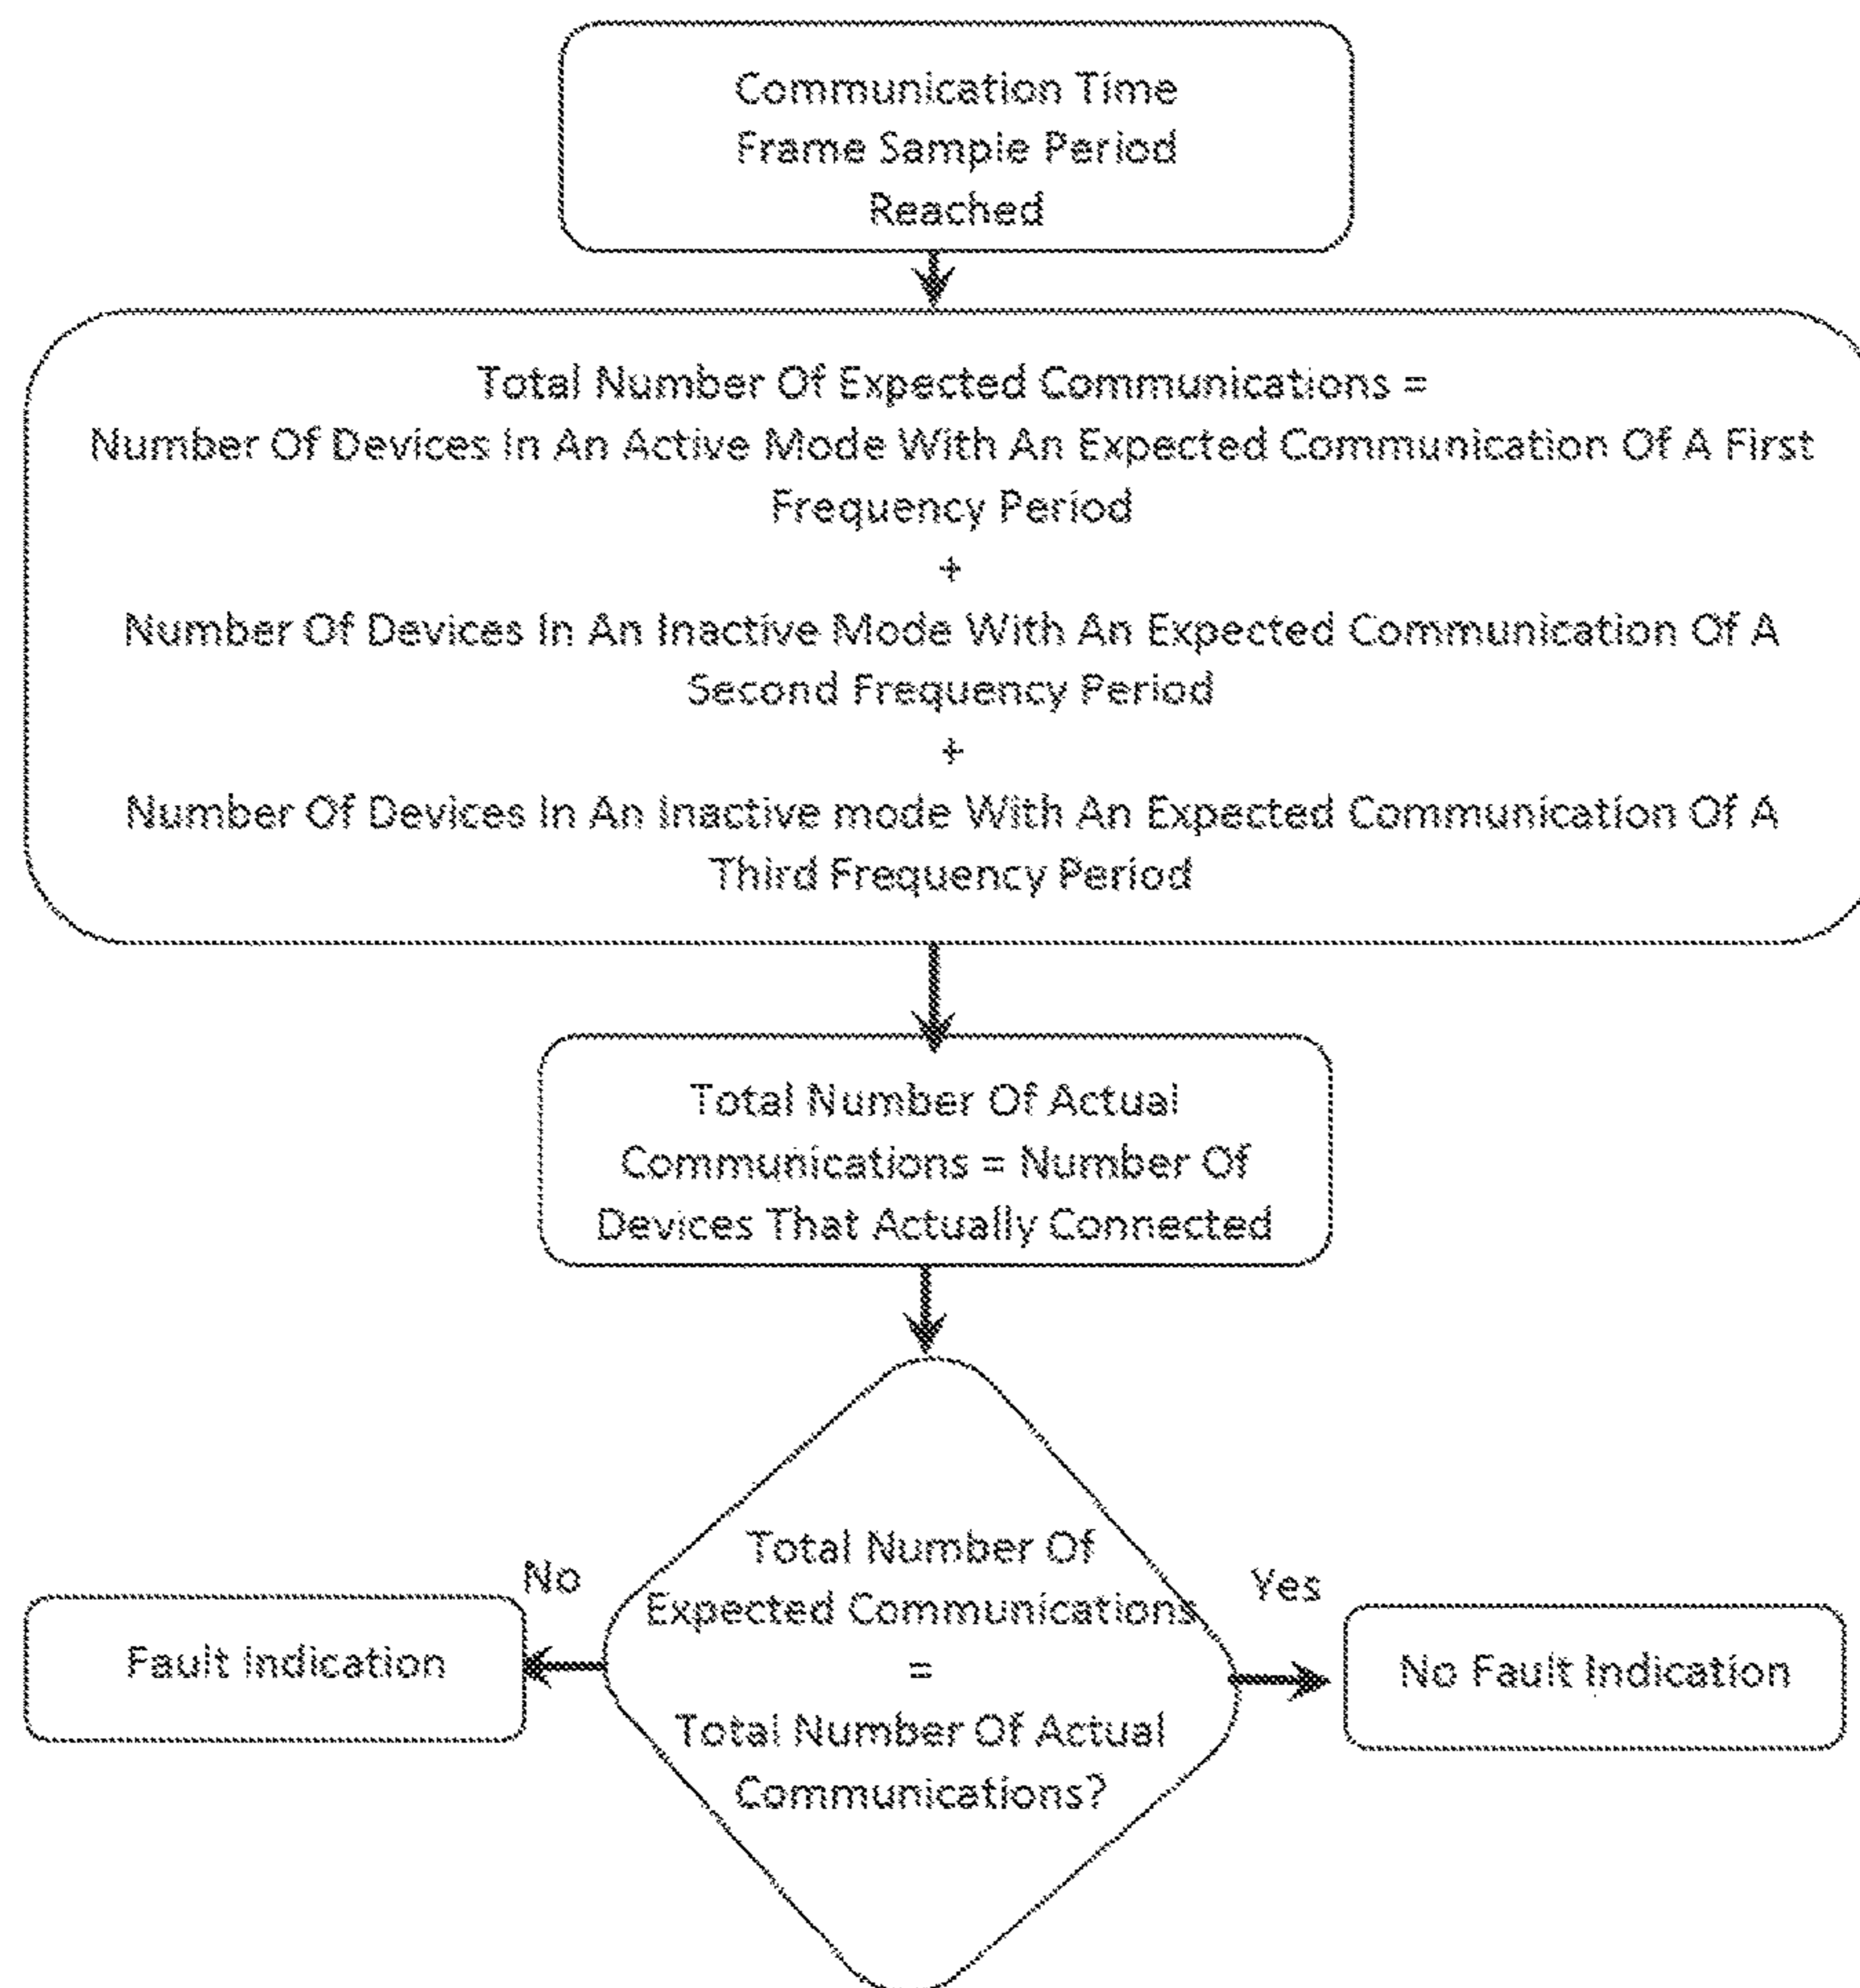 Communication Time
Frame Sample Period
Reached
Total Number Of Expected Communications =
Number Of Devices In An Active Mode With An Expected Communication Of A First
Frequency Period
+
Number Of Devices In An Inactive Mode With An Expected Communication Of A
Second Frequency Period
+
Number Of Devices In An Inactive mode With An Expected Communication Of A
Third Frequency Period
Total Number Of Actual
Communications = Number Of
Devices That Actually Connected
Total Number Of
Expected Communications
=
Total Number Of Actual
Communications?
No
Fault Indication
Yes
No Fault Indication